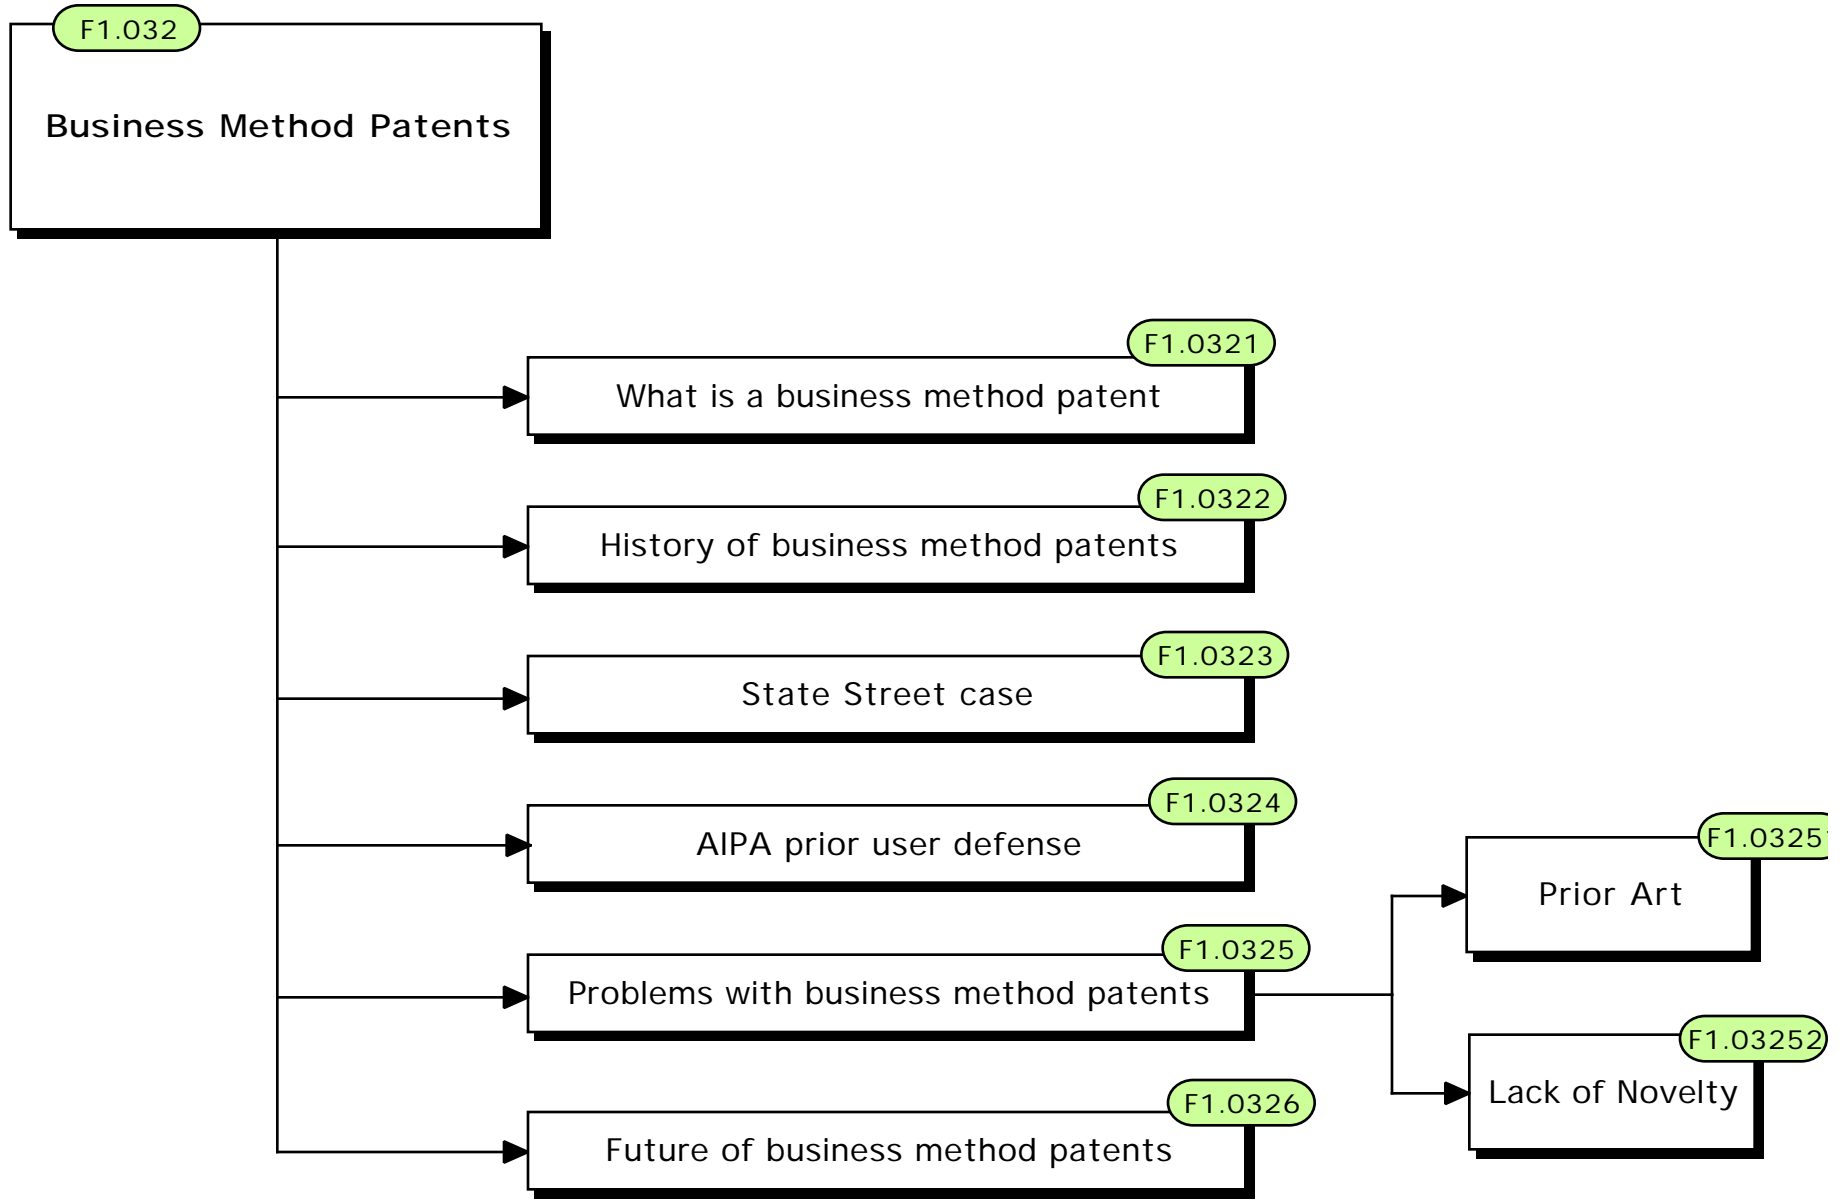 F1.032
Business Method Patents
F1.0321
What is a business method patent
F1.0322
History of business method patents
F1.0323
State Street case
F1.0324
AIPA prior user defense
F1.03251
Prior Art
F1.0325
Problems with business method patents
F1.03252
Lack of Novelty
F1.0326
Future of business method patents